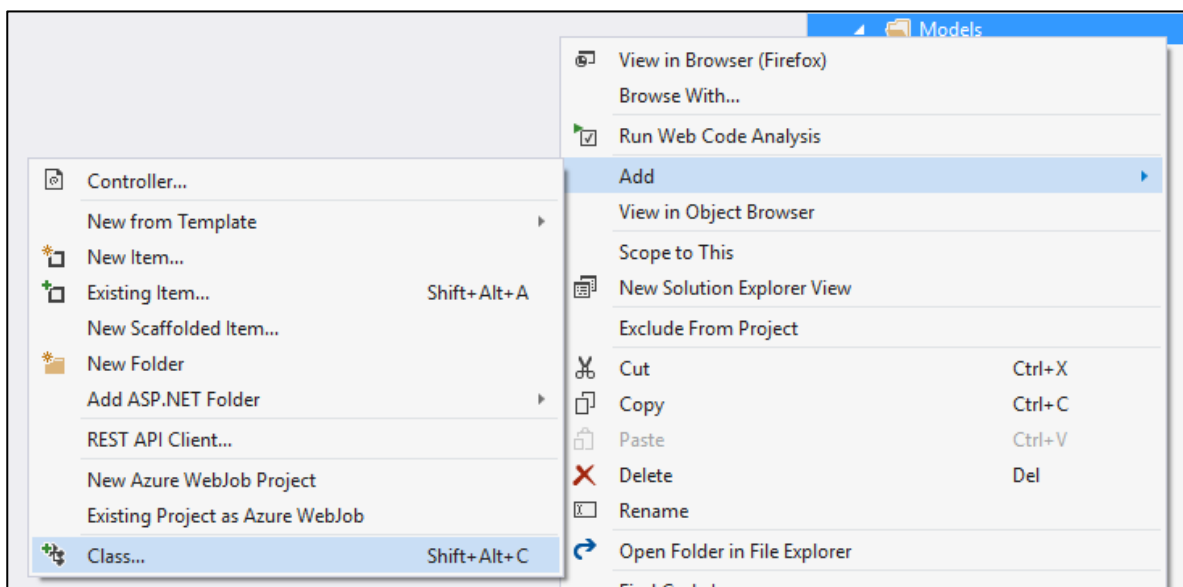 Models
View in Browser (Firefox)
Browse With...
Run Web Code Analysis
Add
View in Object Browser
Scope to This
New Solution Explorer View
Exclude From Project
Cut Ctrl+X
Copy Ctrl+C
Paste Ctrl+V
Delete Del
Rename
Open Folder in File Explorer
Controller...
New from Template
New Item...
Existing Item... Shift+Alt+A
New Scaffolded Item...
New Folder
Add ASP.NET Folder
REST API Client...
New Azure WebJob Project
Existing Project as Azure WebJob
Class... Shift+Alt+C